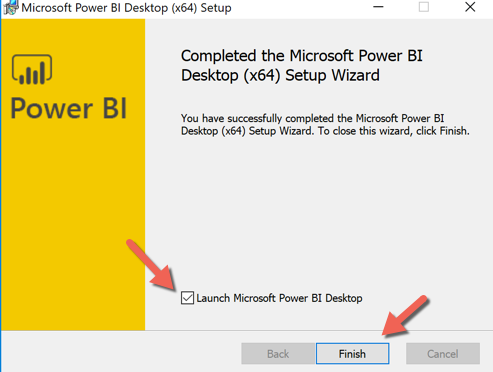 Microsoft Power BI Desktop (x64) Setup
Power BI
Completed the Microsoft Power BI
Desktop (x64) Setup Wizard
You have successfully completed the Microsoft Power BI
Desktop (x64) Setup Wizard. To close this wizard, click Finish.
Launch Microsoft Power BI Desktop
Back
Finish
Cancel